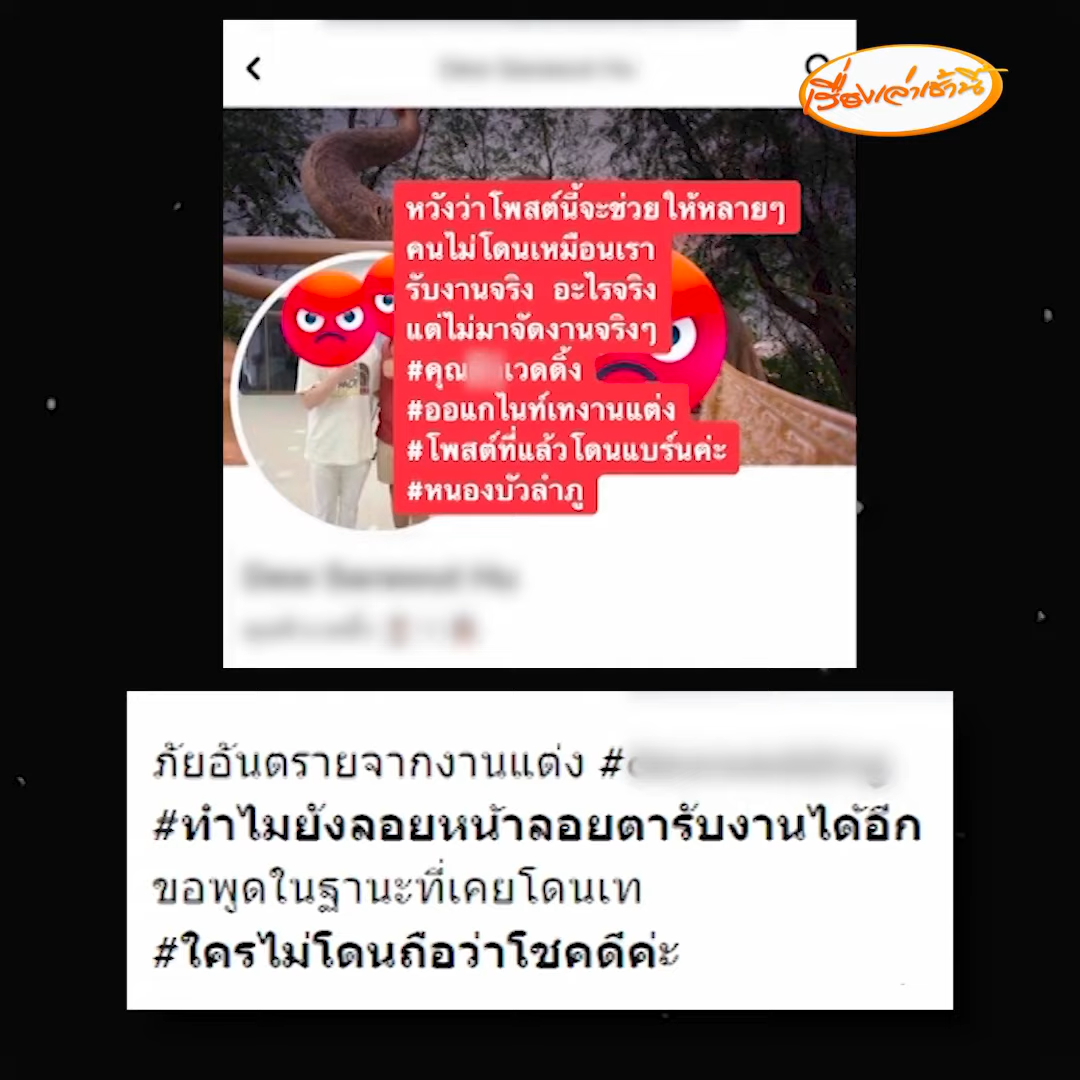 เรื่องเล่าเช้านี้
หวังว่าโพสต์นี้จะช่วยให้หลายๆ
คนไม่โดนเหมือนเรา
รับงานจริง อะไรจริง
แต่ไม่มาจัดงานจริงๆ
#คุณ เวดดิ้ง
#ออแกไนท์เทงานแต่ง
#โพสต์ที่แล้วโดนแบร์นค่ะ
#หนองบัวลำภู
ภัยอันตรายจากงานแต่ง #
#ทำไมยังลอยหน้าลอยตารับงานได้อีก
ขอพูดในฐานะที่เคยโดนเท
#ใครไม่โดนถือว่าโชคดีค่ะ